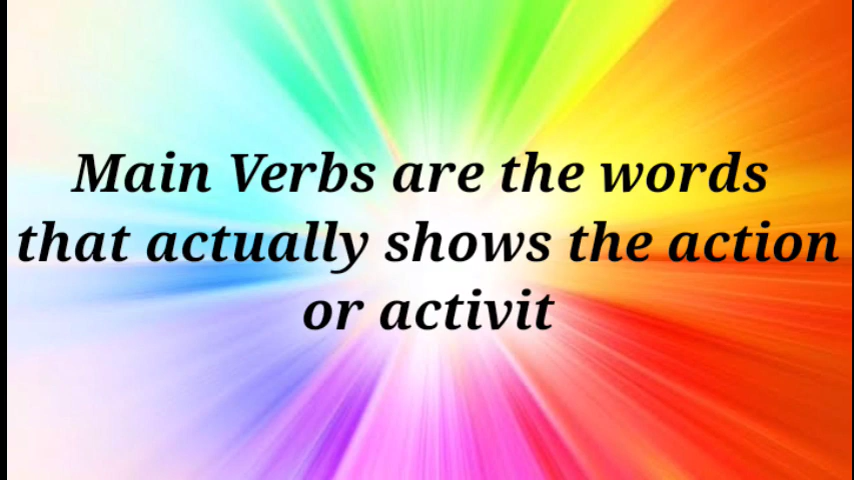 Main Verbs are the words
that actually shows the action
or activit